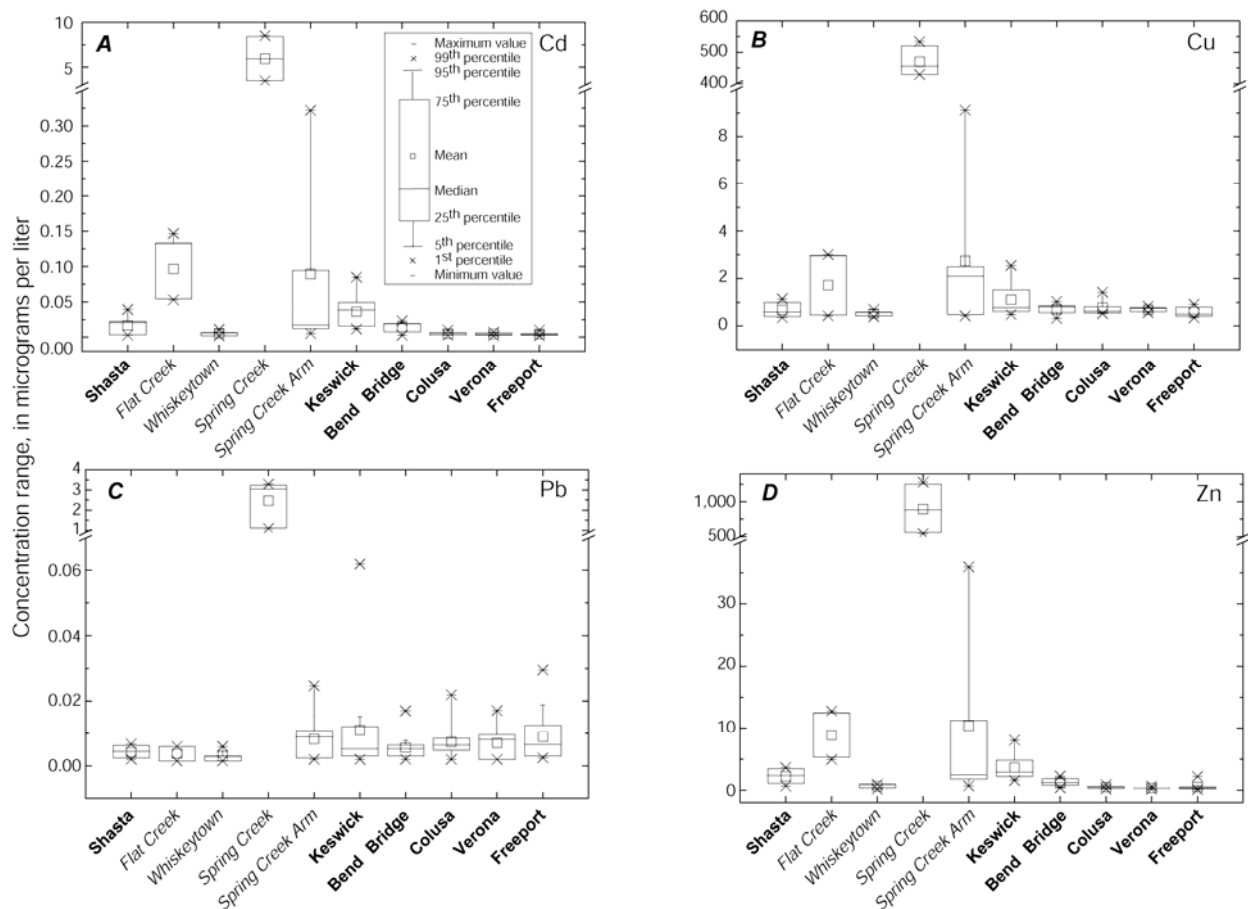 Concentration range, in micrograms per liter
A
Cd
10
5
0.30
0.25
0.20
0.15
0.10
0.05
0.00
Maximum value
99th percentile
95th percentile
75th percentile
Mean
Median
25th percentile
5th percentile
1st percentile
Minimum value
Shasta
Flat Creek
Whiskeytown
Spring Creek
Spring Creek Arm
Keswick
Bend Bridge
Colusa
Verona
Freeport
B
Cu
600
500
400
8
6
4
2
0
Shasta
Flat Creek
Whiskeytown
Spring Creek
Spring Creek Arm
Keswick
Bend Bridge
Colusa
Verona
Freeport
C
Pb
4
3
2
1
0.06
0.04
0.02
0.00
Shasta
Flat Creek
Whiskeytown
Spring Creek
Spring Creek Arm
Keswick
Bend Bridge
Colusa
Verona
Freeport
D
Zn
1,000
500
30
20
10
0
Shasta
Flat Creek
Whiskeytown
Spring Creek
Spring Creek Arm
Keswick
Bend Bridge
Colusa
Verona
Freeport